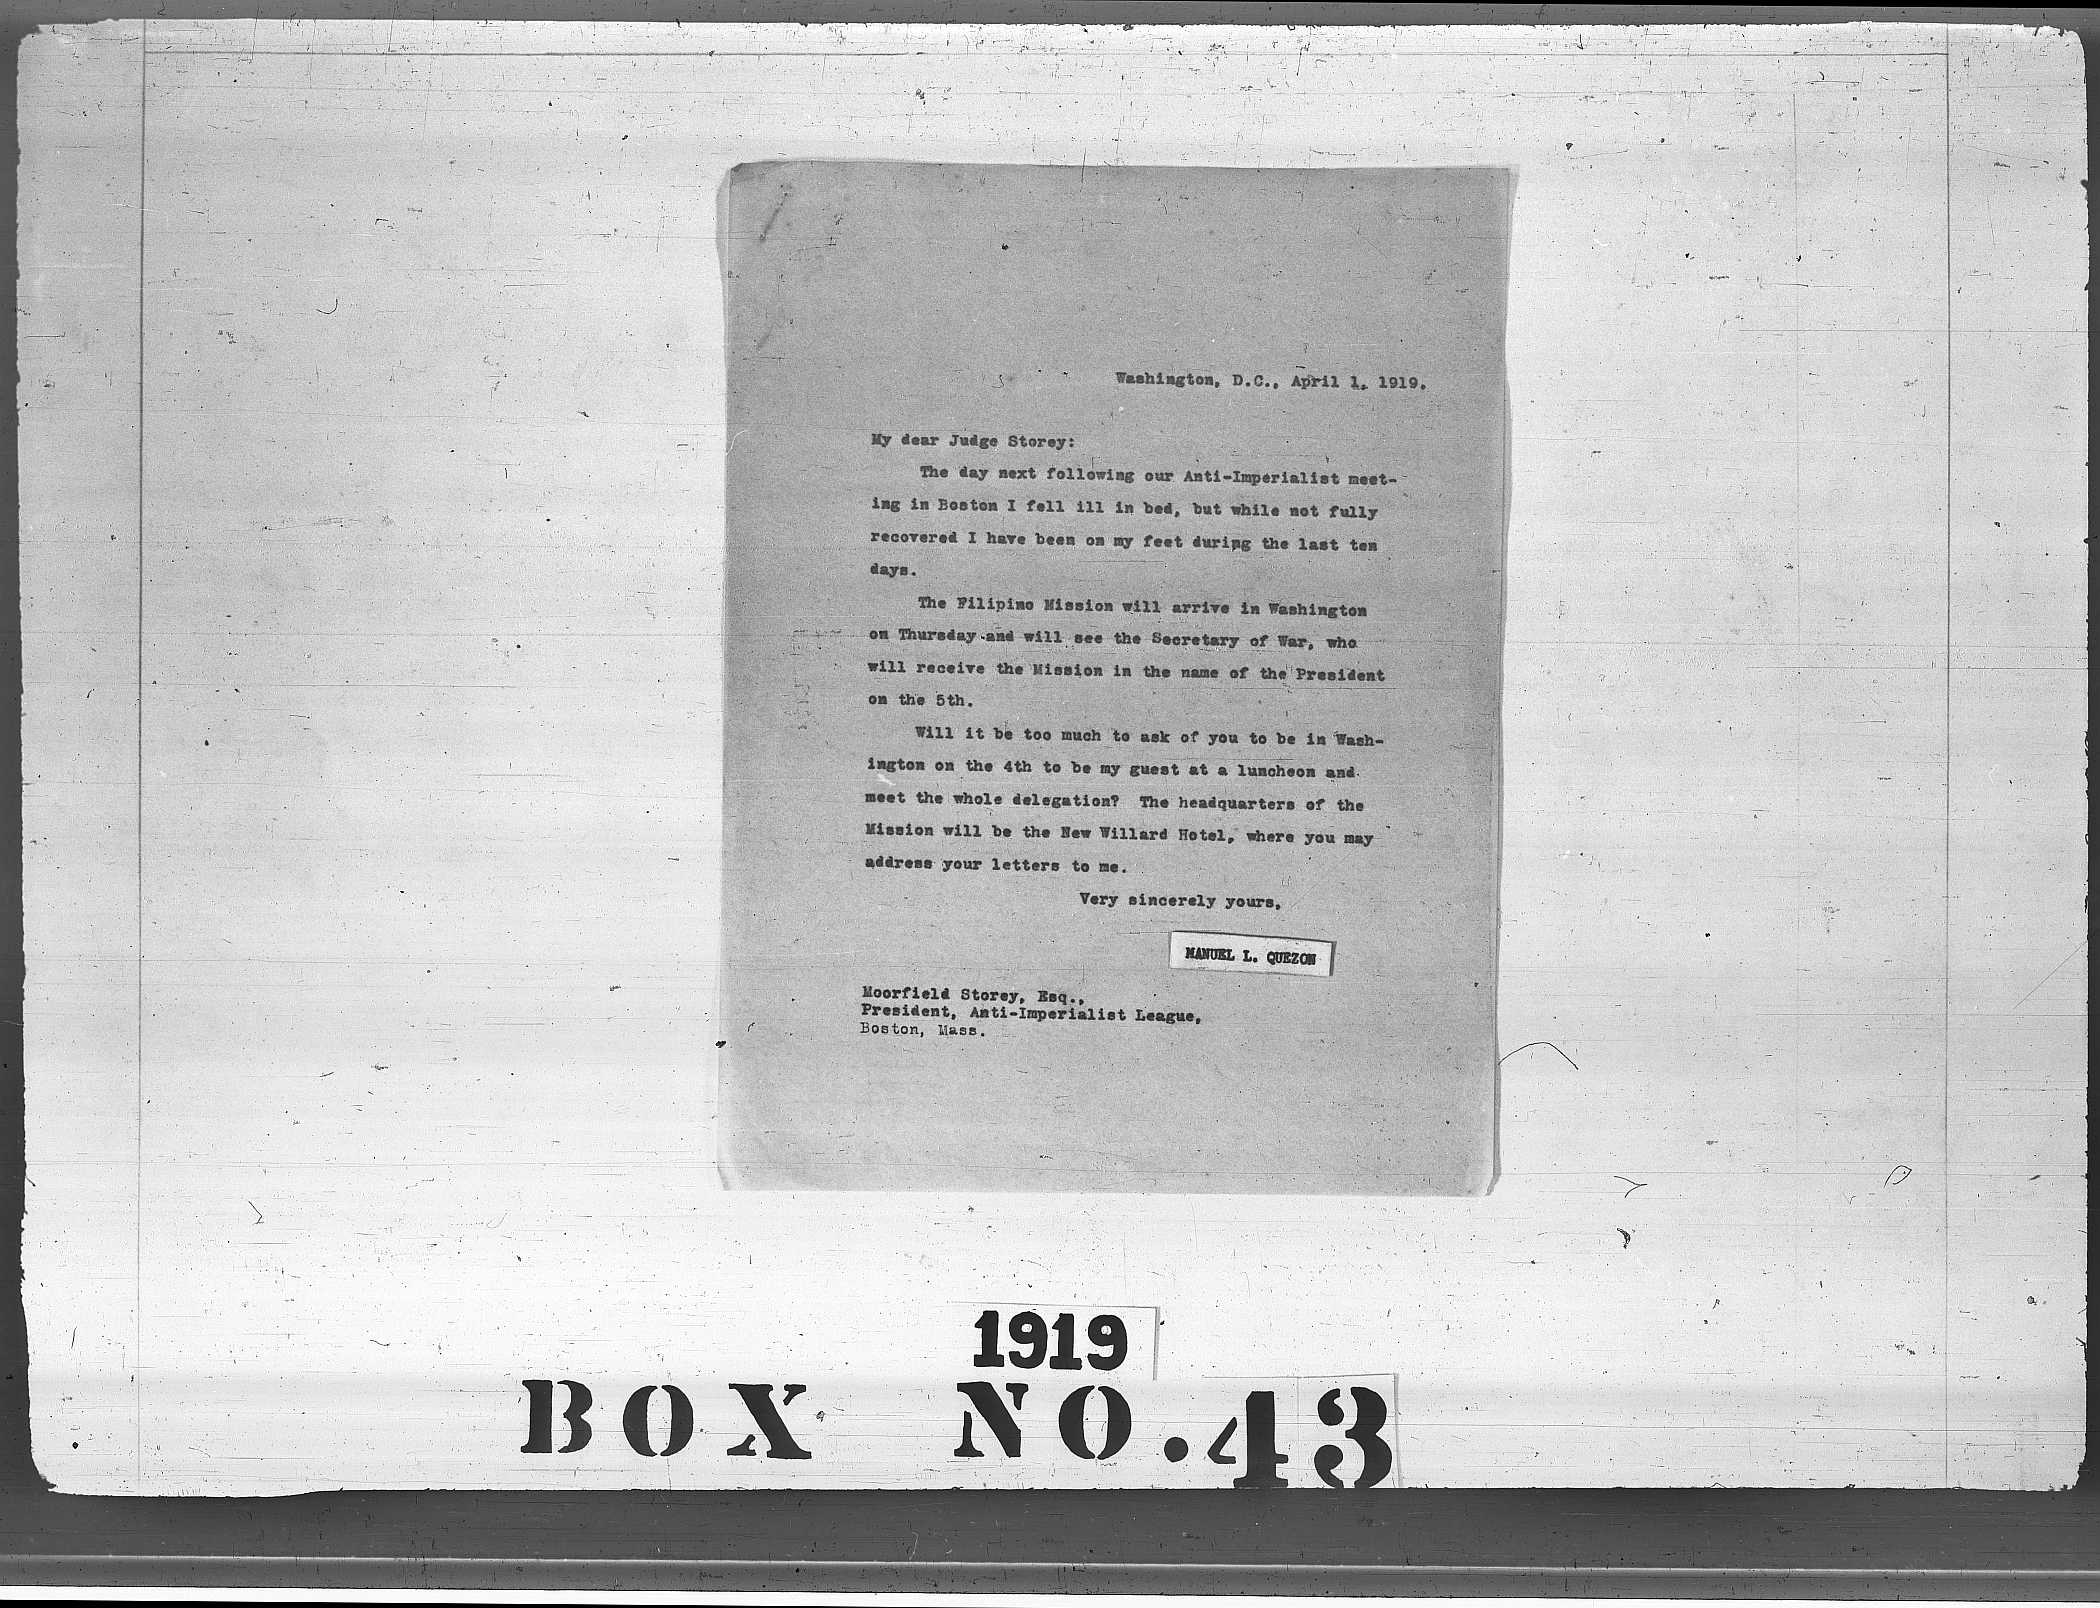 Washington, D.C., April 1, 1919.
My dear Judge Storey:
The day next following our Anti-Imperialist meet-
ing in Boston I fell ill in bed, but while not fully
recovered I have been on my feet during the last ten
days.
The Filipino Mission will arrive in Washington
on Thursday and will see the Secretary of War, who
will receive the Mission in the name of the President
on the 5th.
Will it be too much to ask of you to be in Wash-
ington on the 4th to be my guest at a luncheon and
meet the whole delegation? The headquarters of the
Mission will be the New Willard Hotel, where you may
address your letters to me.
Very sincerely yours,
MANUEL L. QUEZON
Moorfield Storey, Esq.,
President, Anti-Imperialist League,
Boston, Mass.
1919
BOX NO. 43